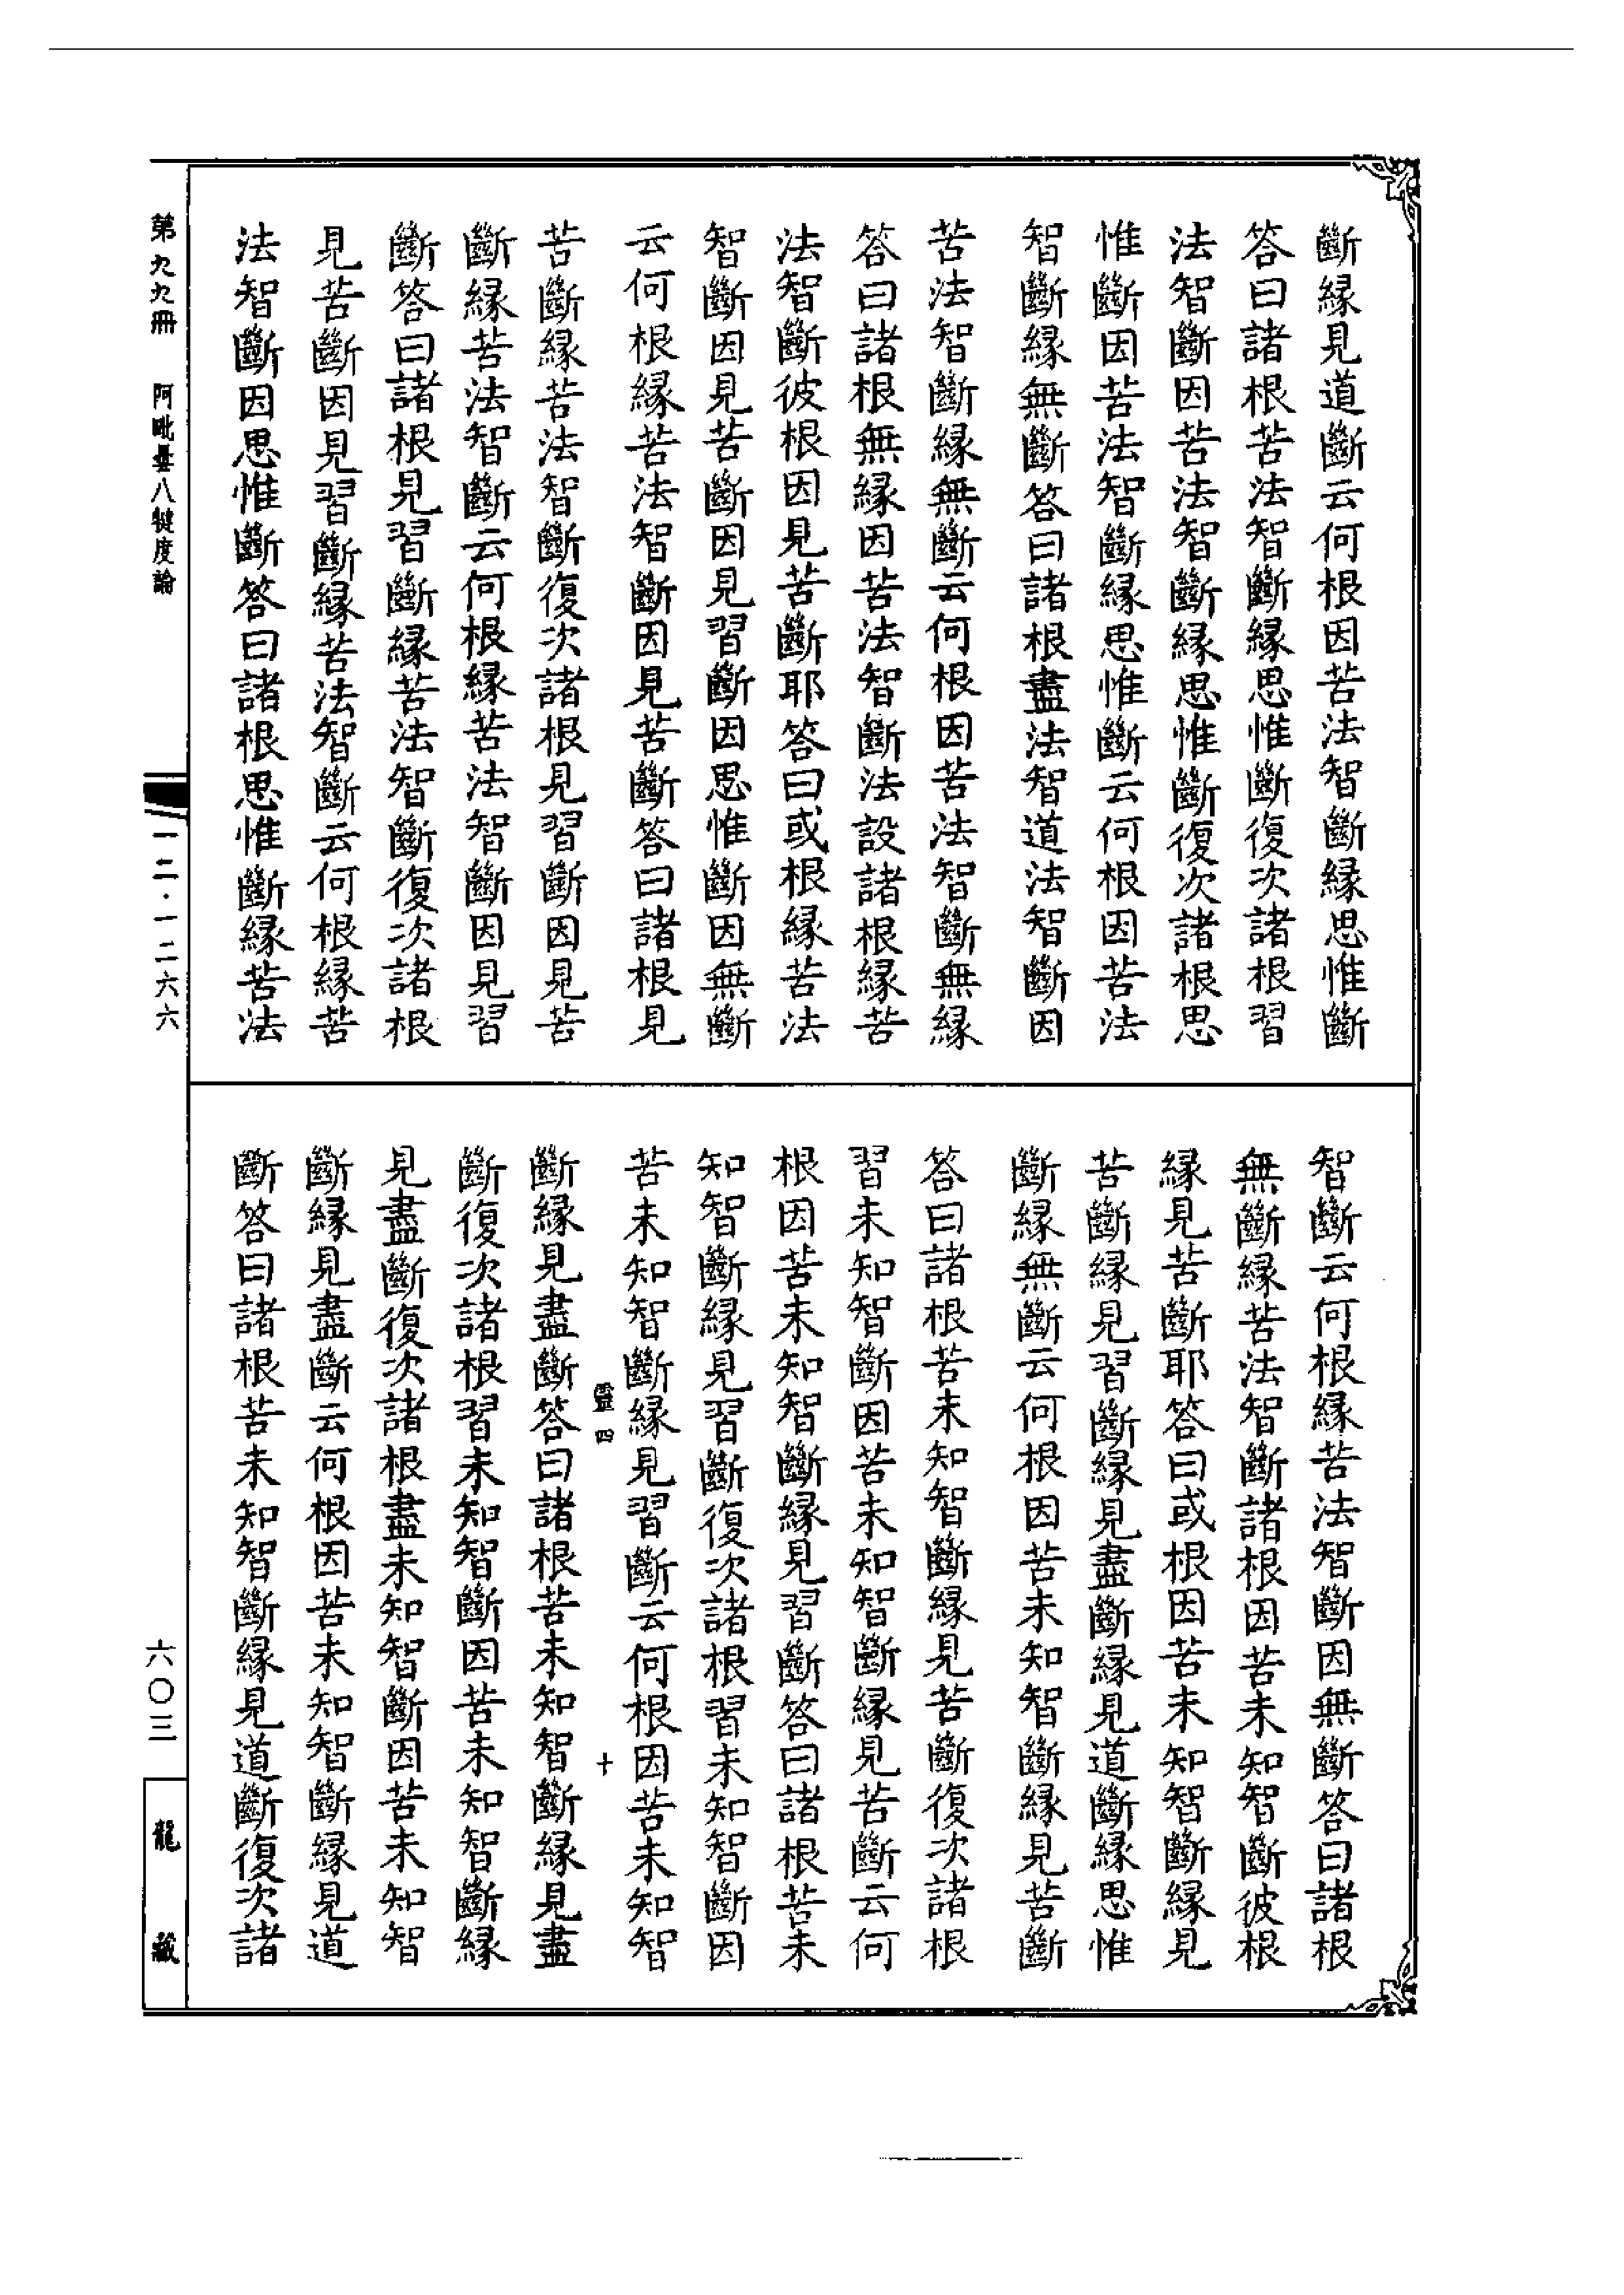 斷緣見道斷云何根因苦法智斷緣思惟斷
答曰諸根苦法智斷緣思惟斷復次諸根習
法智斷因苦法智斷緣思惟斷復次諸根思
惟斷因苦法智斷緣思惟斷云何根因苦法
智斷緣無斷答曰諸根盡法智道法智斷因
苦法智斷緣無斷云何根因苦法智斷無緣
答曰諸根無緣因苦法智斷法設諸根緣苦
法智斷彼根因見苦斷耶答曰或根緣苦法
智斷因見苦斷因見習斷因思惟斷因無斷
云何根緣苦法智斷因見苦斷答曰諸根見
苦斷緣苦法智斷復次諸根見習斷因見苦
斷緣苦法智斷云何根緣苦法智斷因見習
斷答曰諸根見習斷緣苦法智斷復次諸根
見苦斷因見習斷緣苦法智斷云何根緣苦
法智斷因思惟斷答曰諸根思惟斷緣苦法
智斷云何根緣苦法智斷因無斷答曰諸根
無斷緣苦法智斷諸根因苦未知智斷彼根
緣見苦斷耶答曰或根因苦未知智斷緣見
苦斷緣見習斷緣見盡斷緣見道斷緣思惟
斷緣無斷云何根因苦未知智斷緣見苦斷
答曰諸根苦未知智斷緣見苦斷復次諸根
習未知智斷因苦未知智斷緣見苦斷云何
根因苦未知智斷緣見習斷答曰諸根苦未
知智斷緣見習斷復次諸根習未知智斷因
苦未知智斷緣見習斷云何根因苦未知智
靈四
十
斷緣見盡斷答曰諸根苦未知智斷緣見盡
斷復次諸根習未知智斷因苦未知智斷緣
見盡斷復次諸根盡未知智斷因苦未知智
斷緣見盡斷云何根因苦未知智斷緣見道
斷答曰諸根苦未知智斷緣見道斷復次諸
第九九冊
阿毗曇八犍度論
一二·一二六六
六〇三
龍藏